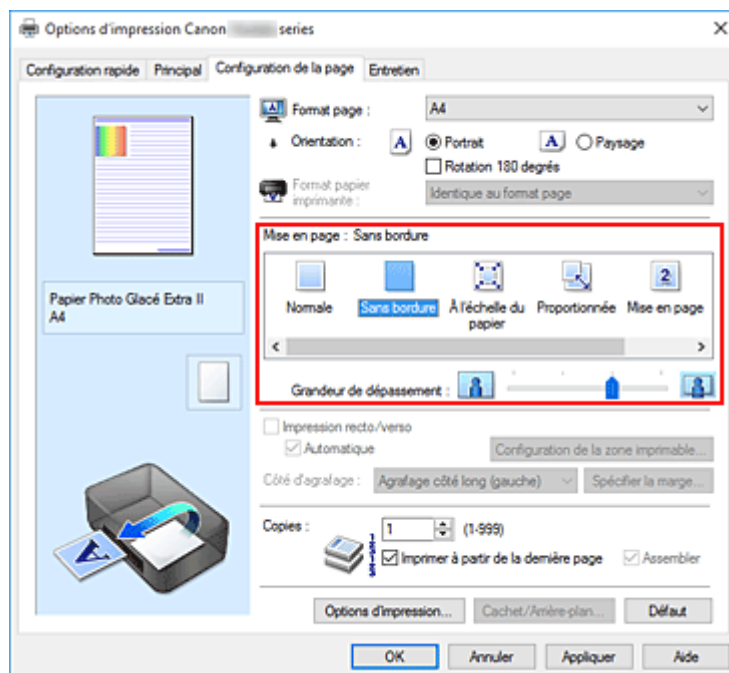 Options d'impression Canon series
Configuration rapide Principal Configuration de la page Entretien
Format page : A4
Orientation : A Portrait A Paysage
Rotation 180 degrés
Format papier
imprimante : Identique au format page
Mise en page : Sans bordure
2
Normale Sans bordure À l'échelle du
papier Proportionnée Mise en page
Papier Photo Glacé Extra II
A4
Grandeur de dépassement :
Impression recto/verso
Automatique Configuration de la zone imprimable...
Côté d'agrafage : Agrafage côté long (gauche) Spécifier la marge...
Copies : 1 (1-999)
Imprimer à partir de la dernière page Assembler
A
Options d'impression... Cachet/Arrière-plan... Défaut
OK Annuler Appliquer Aide